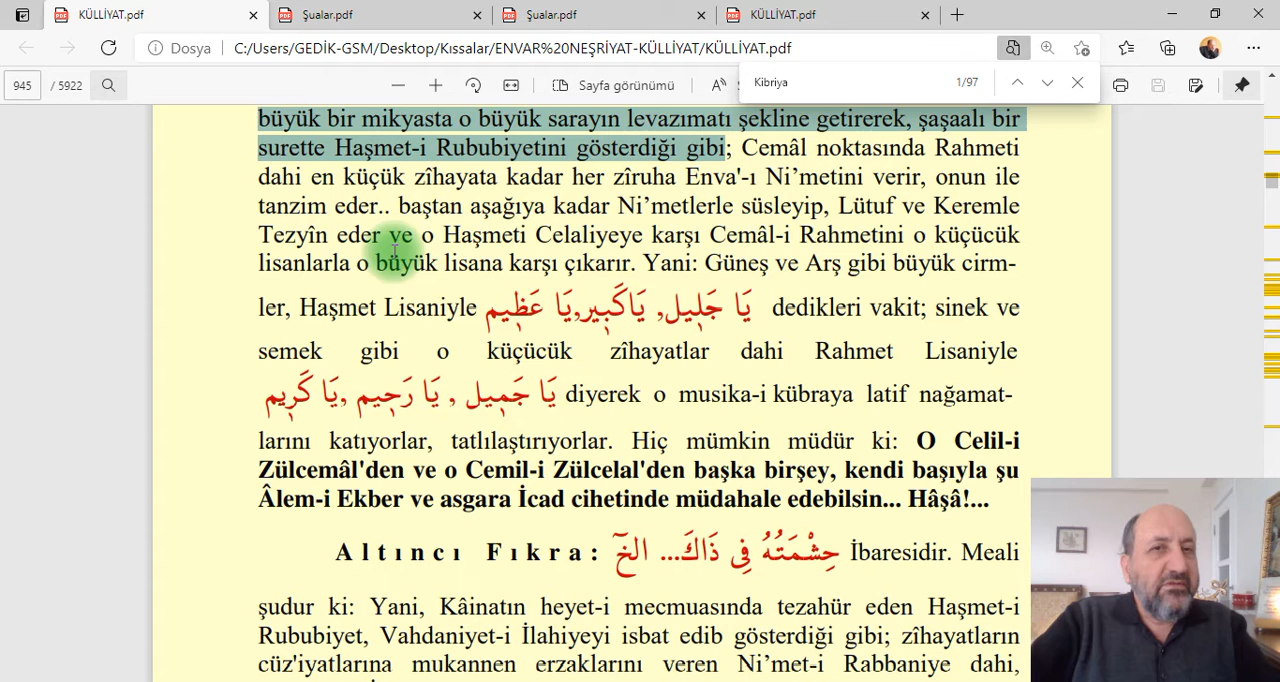 KÜLLİYAT.pdf
Şualar.pdf
Şualar.pdf
KÜLLİYAT.pdf
Dosya
C:/Users/GEDİK-GSM/Desktop/Kıssalar/ENVAR%20NEŞRİYAT-KÜLLİYAT/KÜLLİYAT.pdf
945 / 5922
Sayfa görünümü
Kibriya 1/97
büyük bir mikyasta o büyük sarayın levazımatı şekline getirerek, şaşaalı bir
surette Haşmet-i Rububiyetini gösterdiği gibi; Cemâl noktasında Rahmeti
dahi en küçük zîhayata kadar her zîruha Enva'-ı Ni’metini verir, onun ile
tanzim eder.. baştan aşağıya kadar Ni’metlerle süsleyip, Lütuf ve Keremle
Tezyîn eder ve o Haşmeti Celaliyeye karşı Cemâl-i Rahmetini o küçücük
lisanlarla o büyük lisana karşı çıkarır. Yani: Güneş ve Arş gibi büyük cirm-
ler, Haşmet Lisaniyle يَا جَلِيل, يَاكَبِير,يَا عَظِيم dedikleri vakit; sinek ve
semek gibi o küçücük zîhayatlar dahi Rahmet Lisaniyle
يَا جَمِيل , يَا رَحِيم ,يَا كَرِيم diyerek o musika-i kübraya latif nağamat-
larını katıyorlar, tatlılaştırıyorlar. Hiç mümkin müdür ki: O Celil-i
Zülcemâl'den ve o Cemil-i Zülcelal'den başka birşey, kendi başıyla şu
Âlem-i Ekber ve asgara İcad cihetinde müdahale edebilsin... Hâşâ!...
Altıncı Fıkra: حِشْمَتُهُ فِى ذَاكَ... الخ İbaresidir. Meali
şudur ki: Yani, Kâinatın heyet-i mecmuasında tezahür eden Haşmet-i
Rububiyet, Vahdaniyet-i İlahiyeyi isbat edib gösterdiği gibi; zîhayatların
cüz'iyatlarına mukannen erzaklarını veren Ni’met-i Rabbaniye dahi,